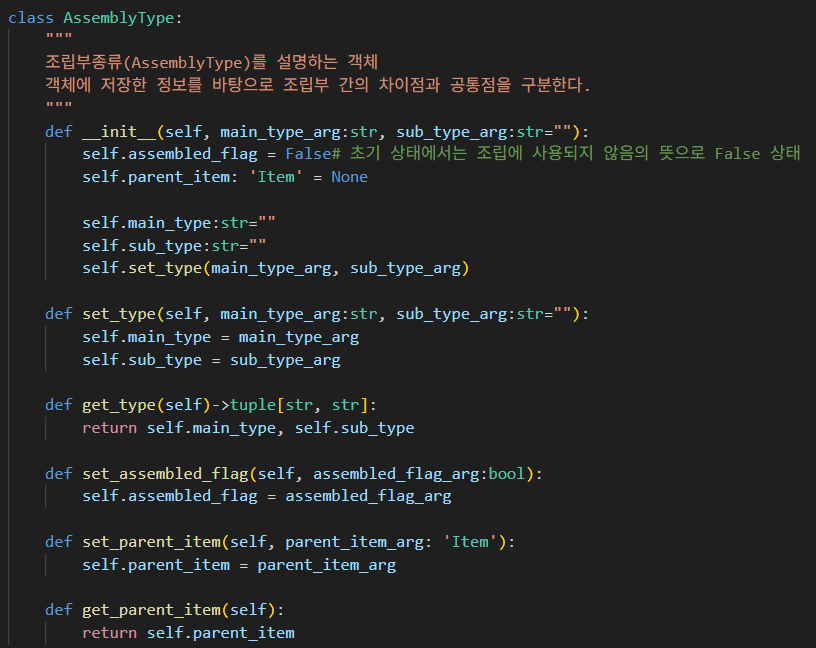 class AssemblyType:
    """
    조립부종류(AssemblyType)를 설명하는 객체
    객체에 저장한 정보를 바탕으로 조립부 간의 차이점과 공통점을 구분한다.
    """
    def __init__(self, main_type_arg:str, sub_type_arg:str=""):
        self.assembled_flag = False# 초기 상태에서는 조립에 사용되지 않음의 뜻으로 False 상태
        self.parent_item: 'Item' = None

        self.main_type:str=""
        self.sub_type:str=""
        self.set_type(main_type_arg, sub_type_arg)

    def set_type(self, main_type_arg:str, sub_type_arg:str=""):
        self.main_type = main_type_arg
        self.sub_type = sub_type_arg

    def get_type(self)->tuple[str, str]:
        return self.main_type, self.sub_type

    def set_assembled_flag(self, assembled_flag_arg:bool):
        self.assembled_flag = assembled_flag_arg

    def set_parent_item(self, parent_item_arg: 'Item'):
        self.parent_item = parent_item_arg

    def get_parent_item(self):
        return self.parent_item